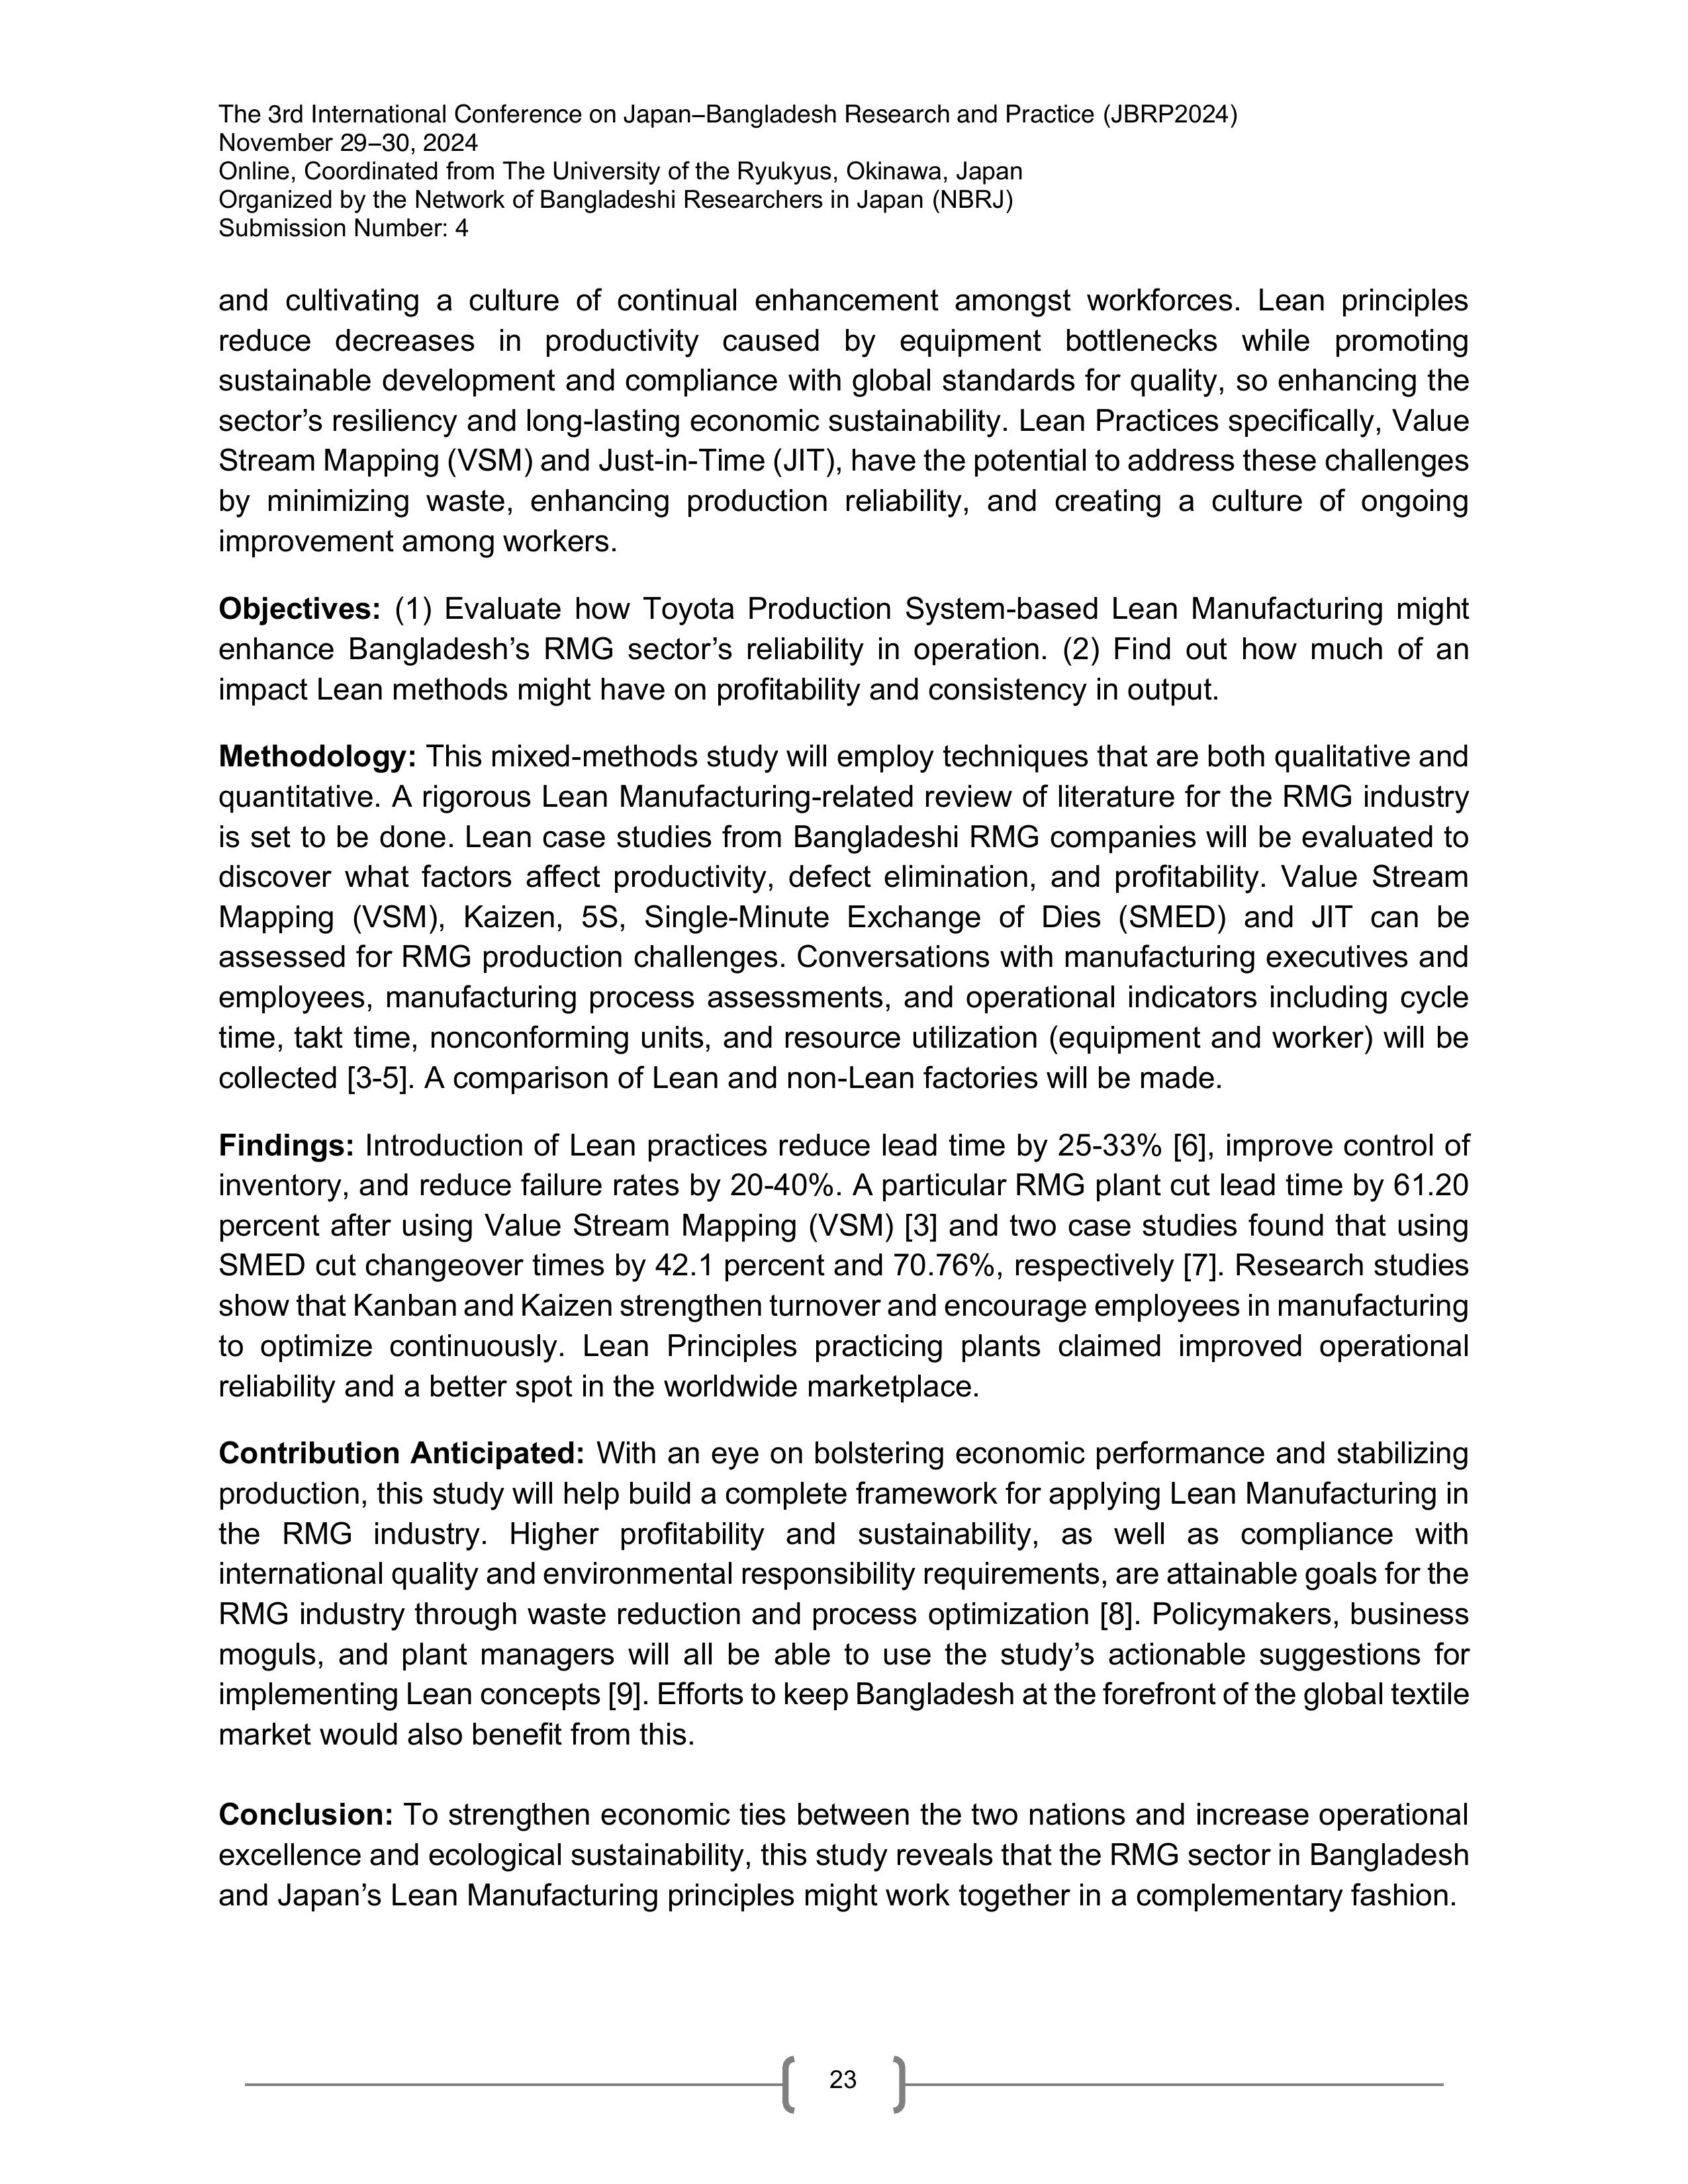 The 3rd International Conference on Japan–Bangladesh Research and Practice (JBRP2024)
November 29–30, 2024
Online, Coordinated from The University of the Ryukyus, Okinawa, Japan
Organized by the Network of Bangladeshi Researchers in Japan (NBRJ)
Submission Number: 4
and cultivating a culture of continual enhancement amongst workforces. Lean principles
reduce decreases in productivity caused by equipment bottlenecks while promoting
sustainable development and compliance with global standards for quality, so enhancing the
sector’s resiliency and long-lasting economic sustainability. Lean Practices specifically, Value
Stream Mapping (VSM) and Just-in-Time (JIT), have the potential to address these challenges
by minimizing waste, enhancing production reliability, and creating a culture of ongoing
improvement among workers.
Objectives: (1) Evaluate how Toyota Production System-based Lean Manufacturing might
enhance Bangladesh’s RMG sector’s reliability in operation. (2) Find out how much of an
impact Lean methods might have on profitability and consistency in output.
Methodology: This mixed-methods study will employ techniques that are both qualitative and
quantitative. A rigorous Lean Manufacturing-related review of literature for the RMG industry
is set to be done. Lean case studies from Bangladeshi RMG companies will be evaluated to
discover what factors affect productivity, defect elimination, and profitability. Value Stream
Mapping (VSM), Kaizen, 5S, Single-Minute Exchange of Dies (SMED) and JIT can be
assessed for RMG production challenges. Conversations with manufacturing executives and
employees, manufacturing process assessments, and operational indicators including cycle
time, takt time, nonconforming units, and resource utilization (equipment and worker) will be
collected [3-5]. A comparison of Lean and non-Lean factories will be made.
Findings: Introduction of Lean practices reduce lead time by 25-33% [6], improve control of
inventory, and reduce failure rates by 20-40%. A particular RMG plant cut lead time by 61.20
percent after using Value Stream Mapping (VSM) [3] and two case studies found that using
SMED cut changeover times by 42.1 percent and 70.76%, respectively [7]. Research studies
show that Kanban and Kaizen strengthen turnover and encourage employees in manufacturing
to optimize continuously. Lean Principles practicing plants claimed improved operational
reliability and a better spot in the worldwide marketplace.
Contribution Anticipated: With an eye on bolstering economic performance and stabilizing
production, this study will help build a complete framework for applying Lean Manufacturing in
the RMG industry. Higher profitability and sustainability, as well as compliance with
international quality and environmental responsibility requirements, are attainable goals for the
RMG industry through waste reduction and process optimization [8]. Policymakers, business
moguls, and plant managers will all be able to use the study’s actionable suggestions for
implementing Lean concepts [9]. Efforts to keep Bangladesh at the forefront of the global textile
market would also benefit from this.
Conclusion: To strengthen economic ties between the two nations and increase operational
excellence and ecological sustainability, this study reveals that the RMG sector in Bangladesh
and Japan’s Lean Manufacturing principles might work together in a complementary fashion.
23